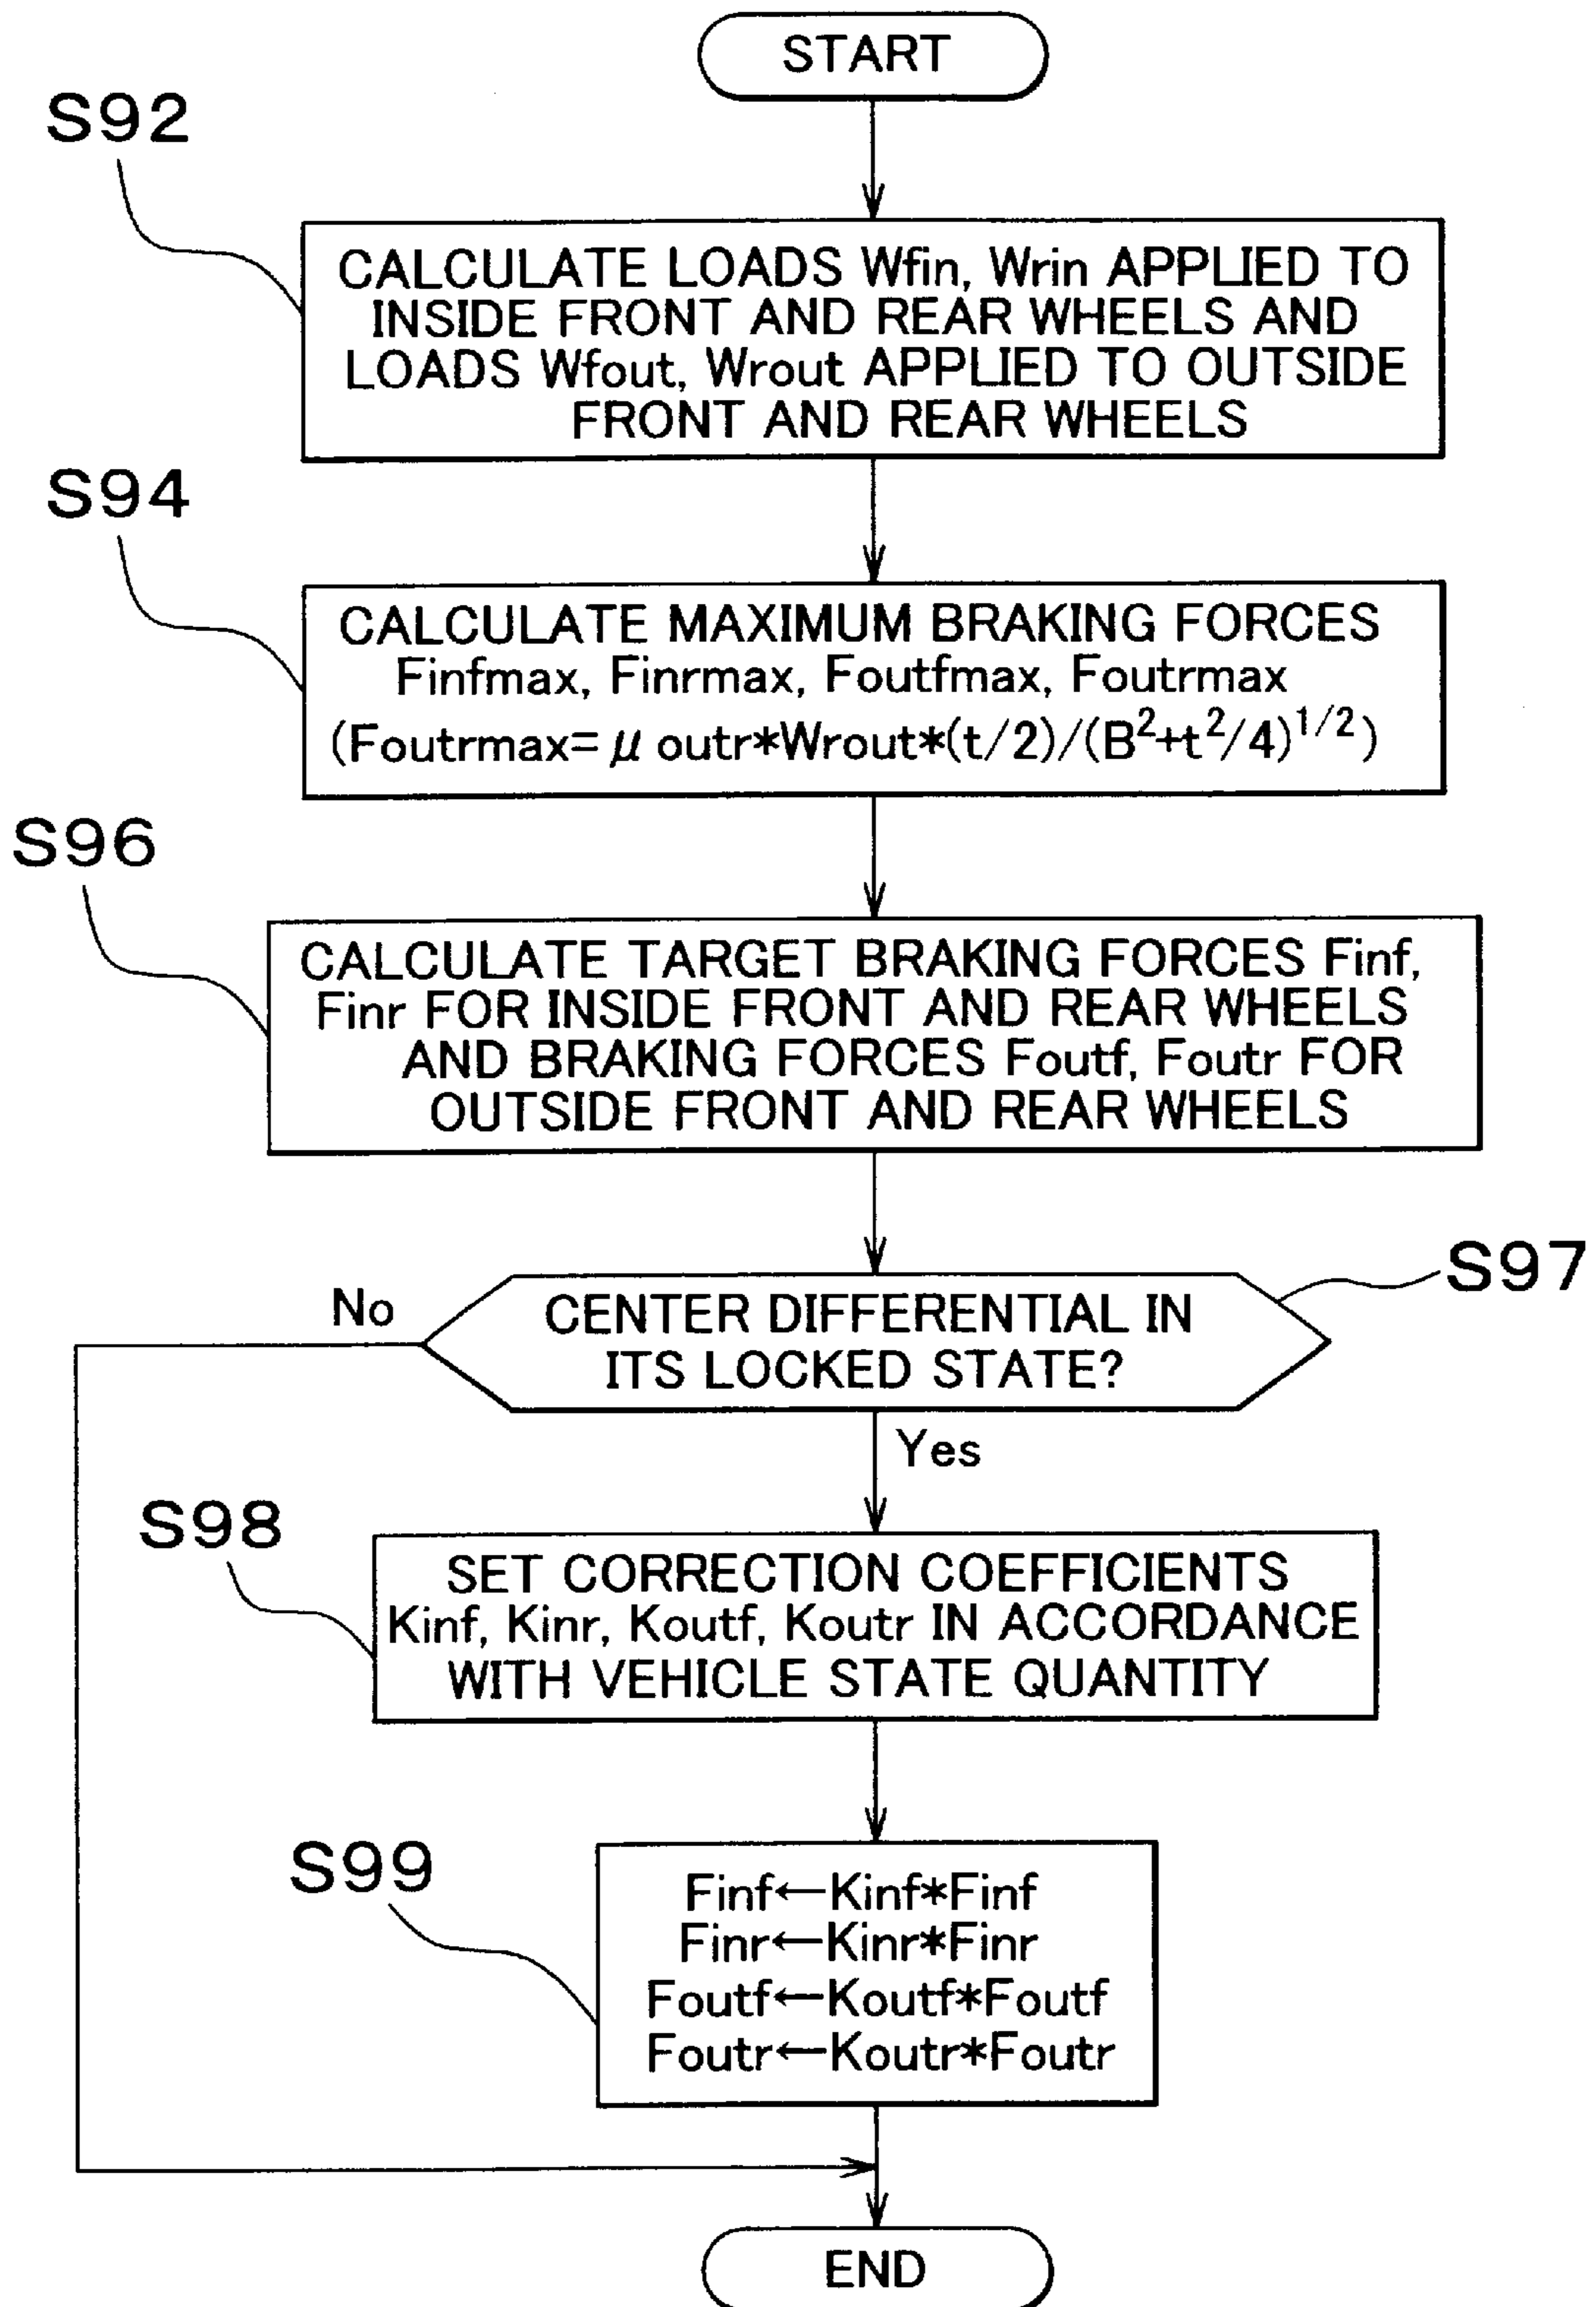 START
S92
CALCULATE LOADS Wfin, Wrin APPLIED TO
INSIDE FRONT AND REAR WHEELS AND
LOADS Wfout, Wrout APPLIED TO OUTSIDE
FRONT AND REAR WHEELS
S94
CALCULATE MAXIMUM BRAKING FORCES
Finfmax, Finrmax, Foutfmax, Foutrmax
(Foutrmax=μ outr*Wrout*(t/2)/(B²+t²/4)^1/2)
S96
CALCULATE TARGET BRAKING FORCES Finf,
Finr FOR INSIDE FRONT AND REAR WHEELS
AND BRAKING FORCES Foutf, Foutr FOR
OUTSIDE FRONT AND REAR WHEELS
S97
No
CENTER DIFFERENTIAL IN
ITS LOCKED STATE?
Yes
S98
SET CORRECTION COEFFICIENTS
Kinf, Kinr, Koutf, Koutr IN ACCORDANCE
WITH VEHICLE STATE QUANTITY
S99
Finf←Kinf*Finf
Finr←Kinr*Finr
Foutf←Koutf*Foutf
Foutr←Koutr*Foutr
END